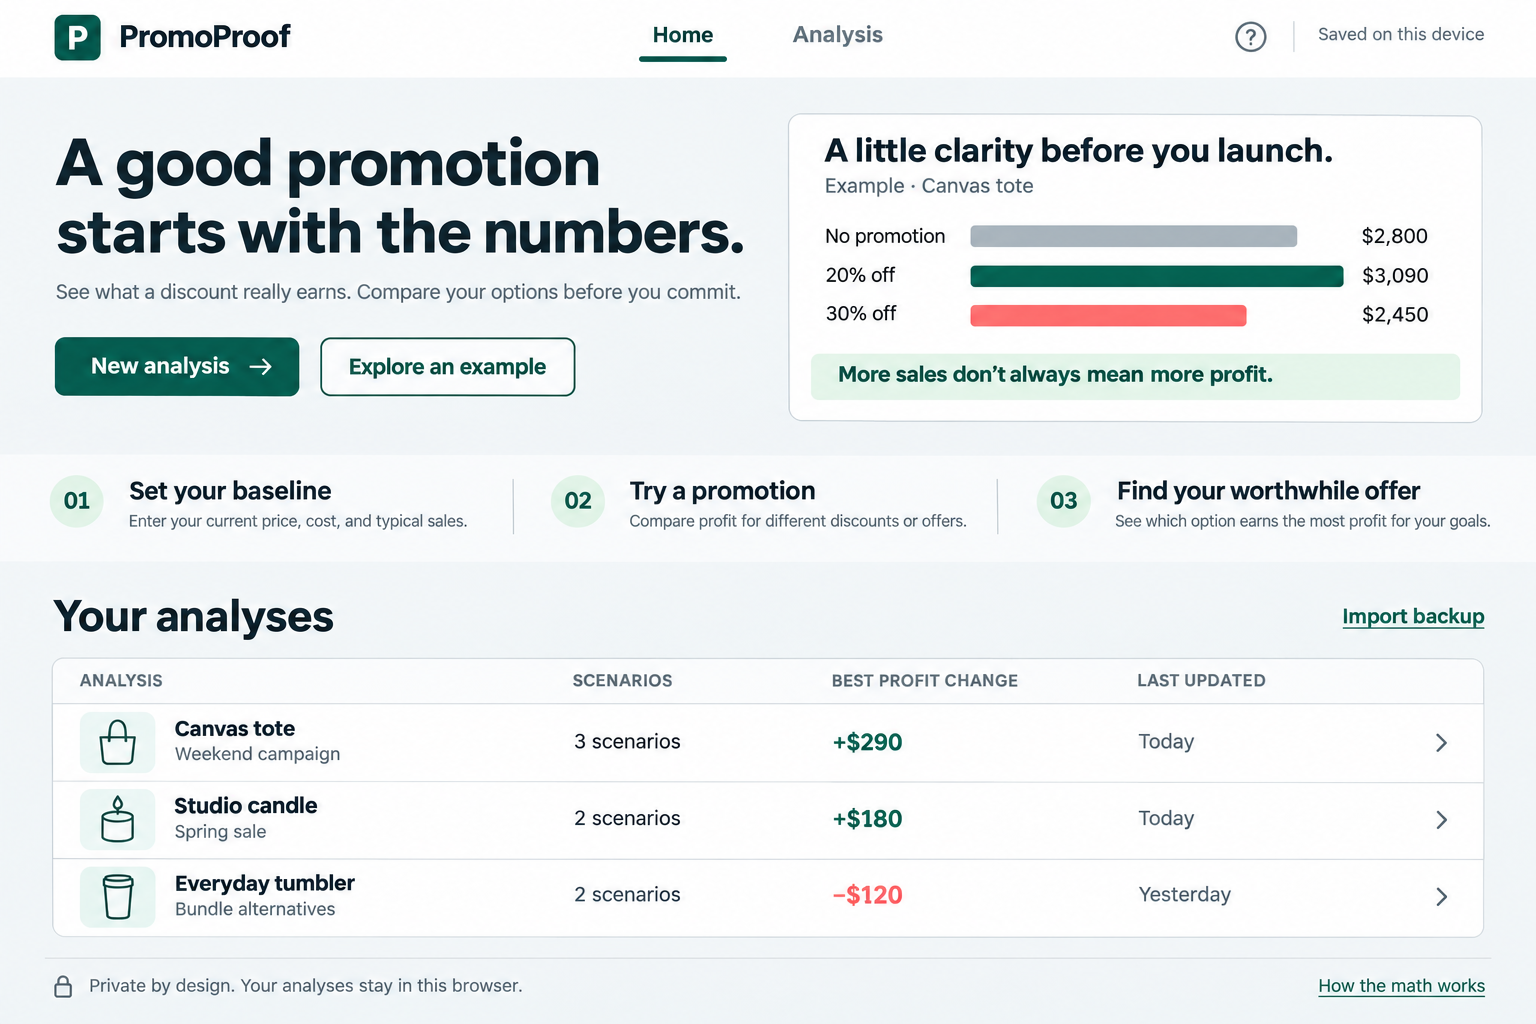 P PromoProof
Home
Analysis
?
Saved on this device
A good promotion
starts with the numbers.
See what a discount really earns. Compare your options before you commit.
New analysis →
Explore an example
A little clarity before you launch.
Example · Canvas tote
No promotion $2,800
20% off $3,090
30% off $2,450
More sales don’t always mean more profit.
01
Set your baseline
Enter your current price, cost, and typical sales.
02
Try a promotion
Compare profit for different discounts or offers.
03
Find your worthwhile offer
See which option earns the most profit for your goals.
Your analyses
Import backup
ANALYSIS SCENARIOS BEST PROFIT CHANGE LAST UPDATED
Canvas tote
Weekend campaign
3 scenarios +$290 Today
Studio candle
Spring sale
2 scenarios +$180 Today
Everyday tumbler
Bundle alternatives
2 scenarios –$120 Yesterday
Private by design. Your analyses stay in this browser.
How the math works